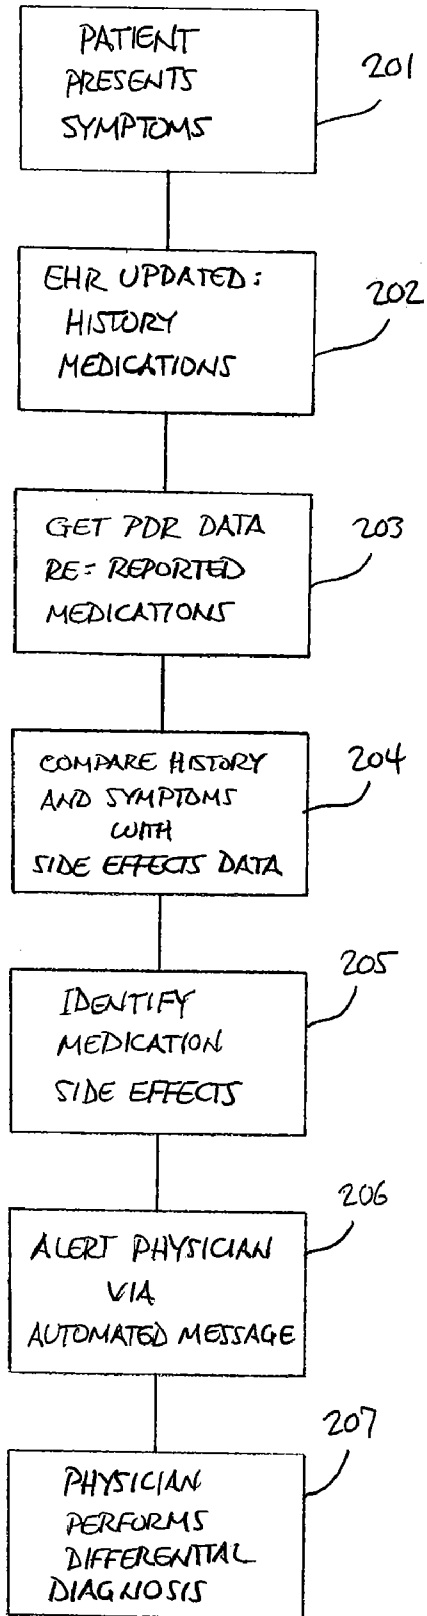 PATIENT
PRESENTS
SYMPTOMS
201
EHR UPDATED:
HISTORY
MEDICATIONS
202
GET PDR DATA
RE: REPORTED
MEDICATIONS
203
COMPARE HISTORY
AND SYMPTOMS
WITH
SIDE EFFECTS DATA
204
IDENTIFY
MEDICATION
SIDE EFFECTS
205
ALERT PHYSICIAN
VIA
AUTOMATED MESSAGE
206
PHYSICIAN
PERFORMS
DIFFERENTIAL
DIAGNOSIS
207